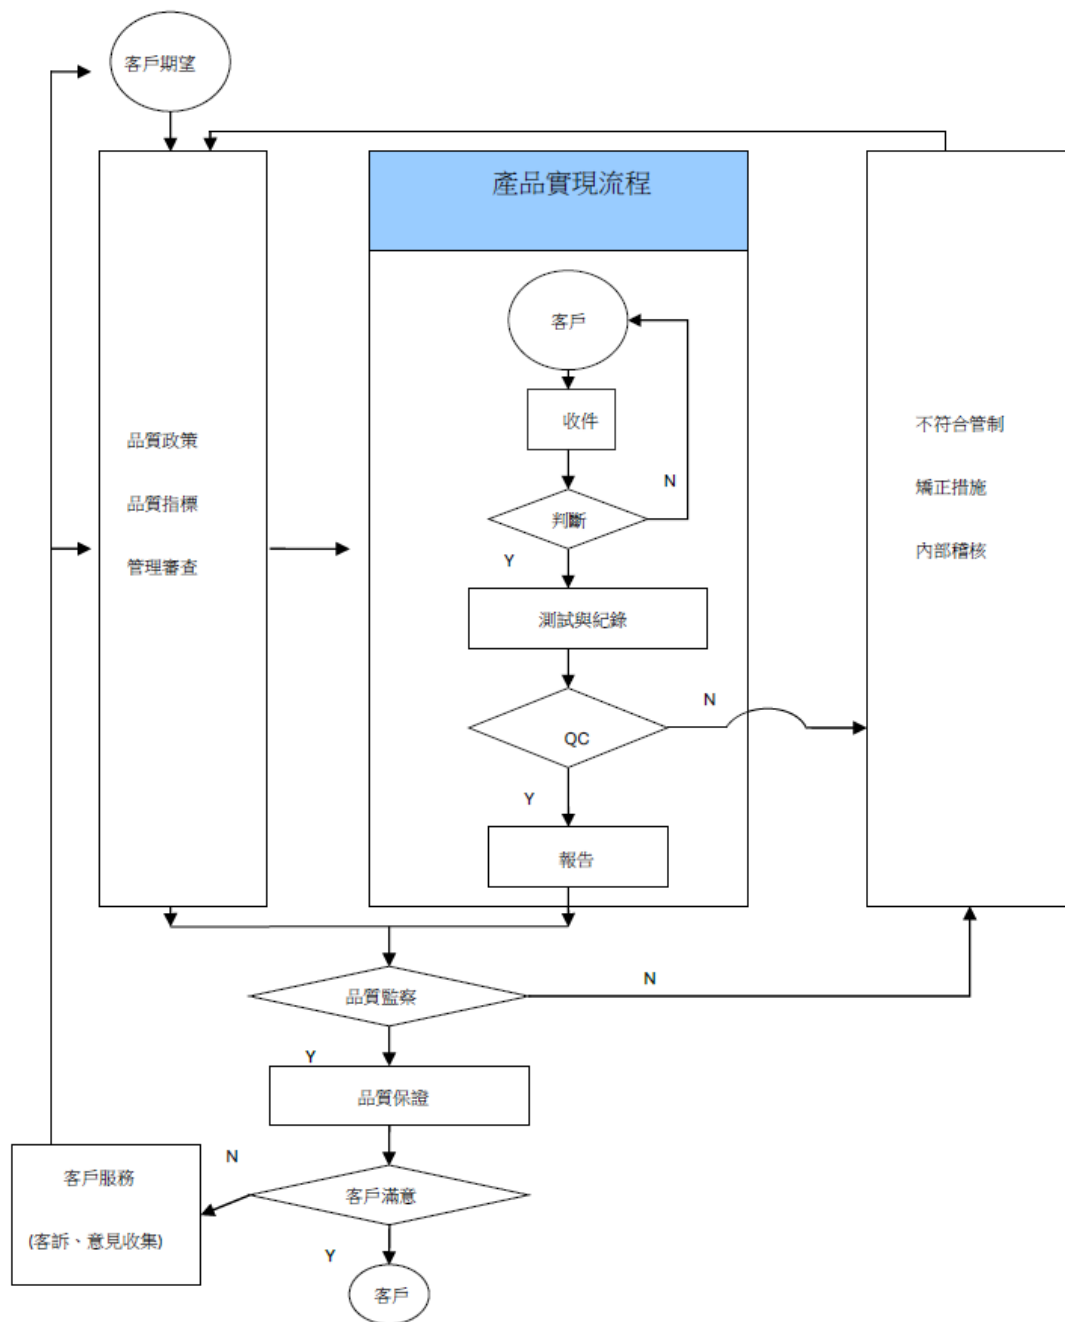 客戶期望
產品實現流程
客戶
收件
N
判斷
Y
測試與紀錄
N
QC
Y
報告
品質政策
品質指標
管理審查
不符合管制
矯正措施
內部稽核
品質監察
N
Y
品質保證
N
客戶滿意
客戶服務
(客訴、意見收集)
Y
客戶